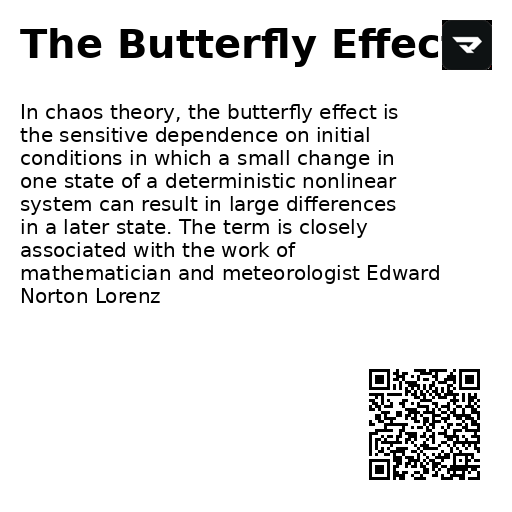 The Butterfly Effec
In chaos theory, the butterfly effect is
the sensitive dependence on initial
conditions in which a small change in
one state of a deterministic nonlinear
system can result in large differences
in a later state. The term is closely
associated with the work of
mathematician and meteorologist Edward
Norton Lorenz